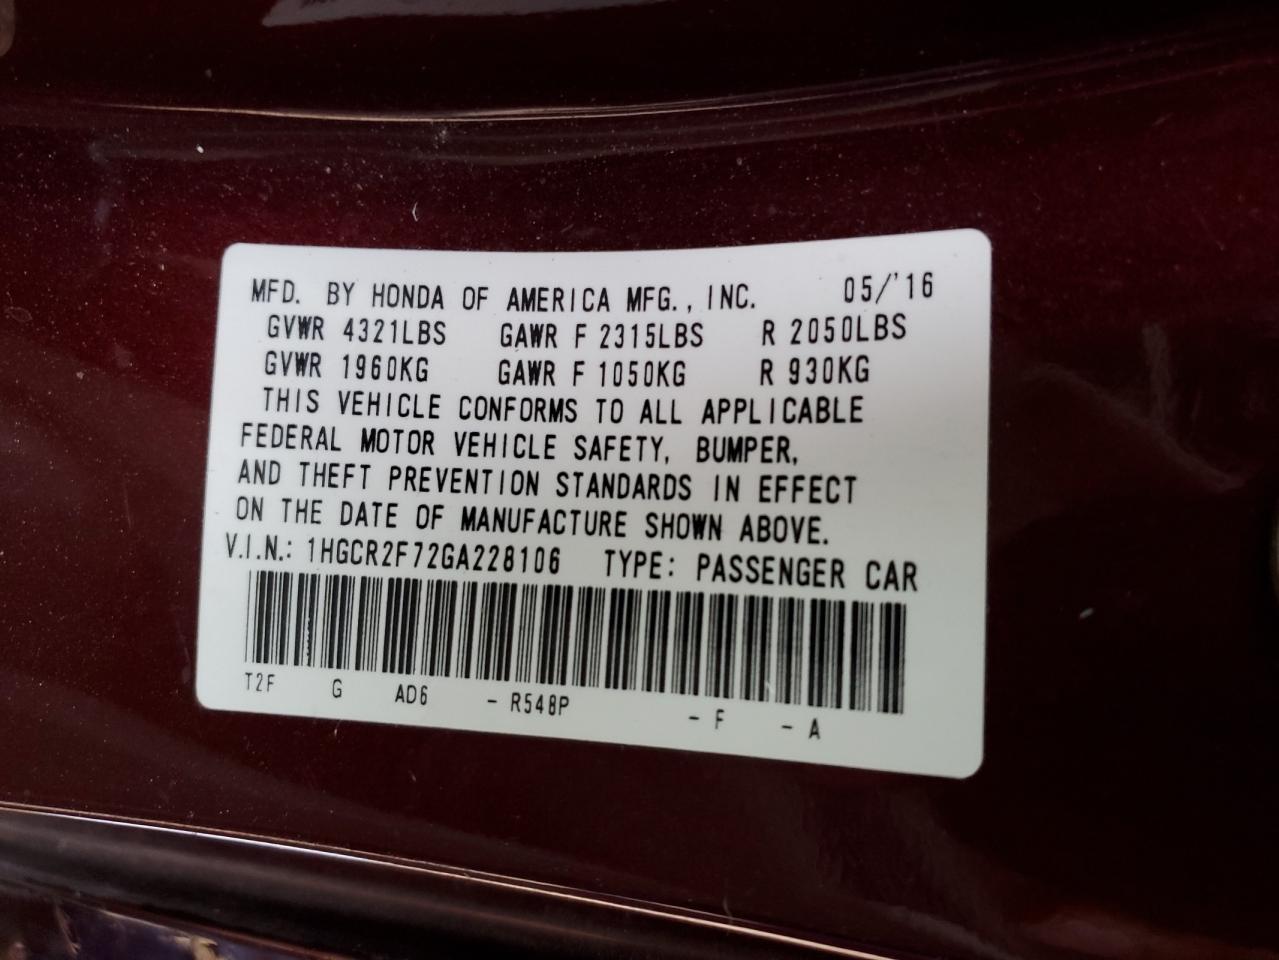 MFD. BY HONDA OF AMERICA MFG., INC. 05/'16
GVWR 4321LBS GAWR F 2315LBS R 2050LBS
GVWR 1960KG GAWR F 1050KG R 930KG
THIS VEHICLE CONFORMS TO ALL APPLICABLE
FEDERAL MOTOR VEHICLE SAFETY, BUMPER,
AND THEFT PREVENTION STANDARDS IN EFFECT
ON THE DATE OF MANUFACTURE SHOWN ABOVE.
V.I.N.: 1HGCR2F72GA228106 TYPE: PASSENGER CAR
T2F G AD6 - R548P - F - A